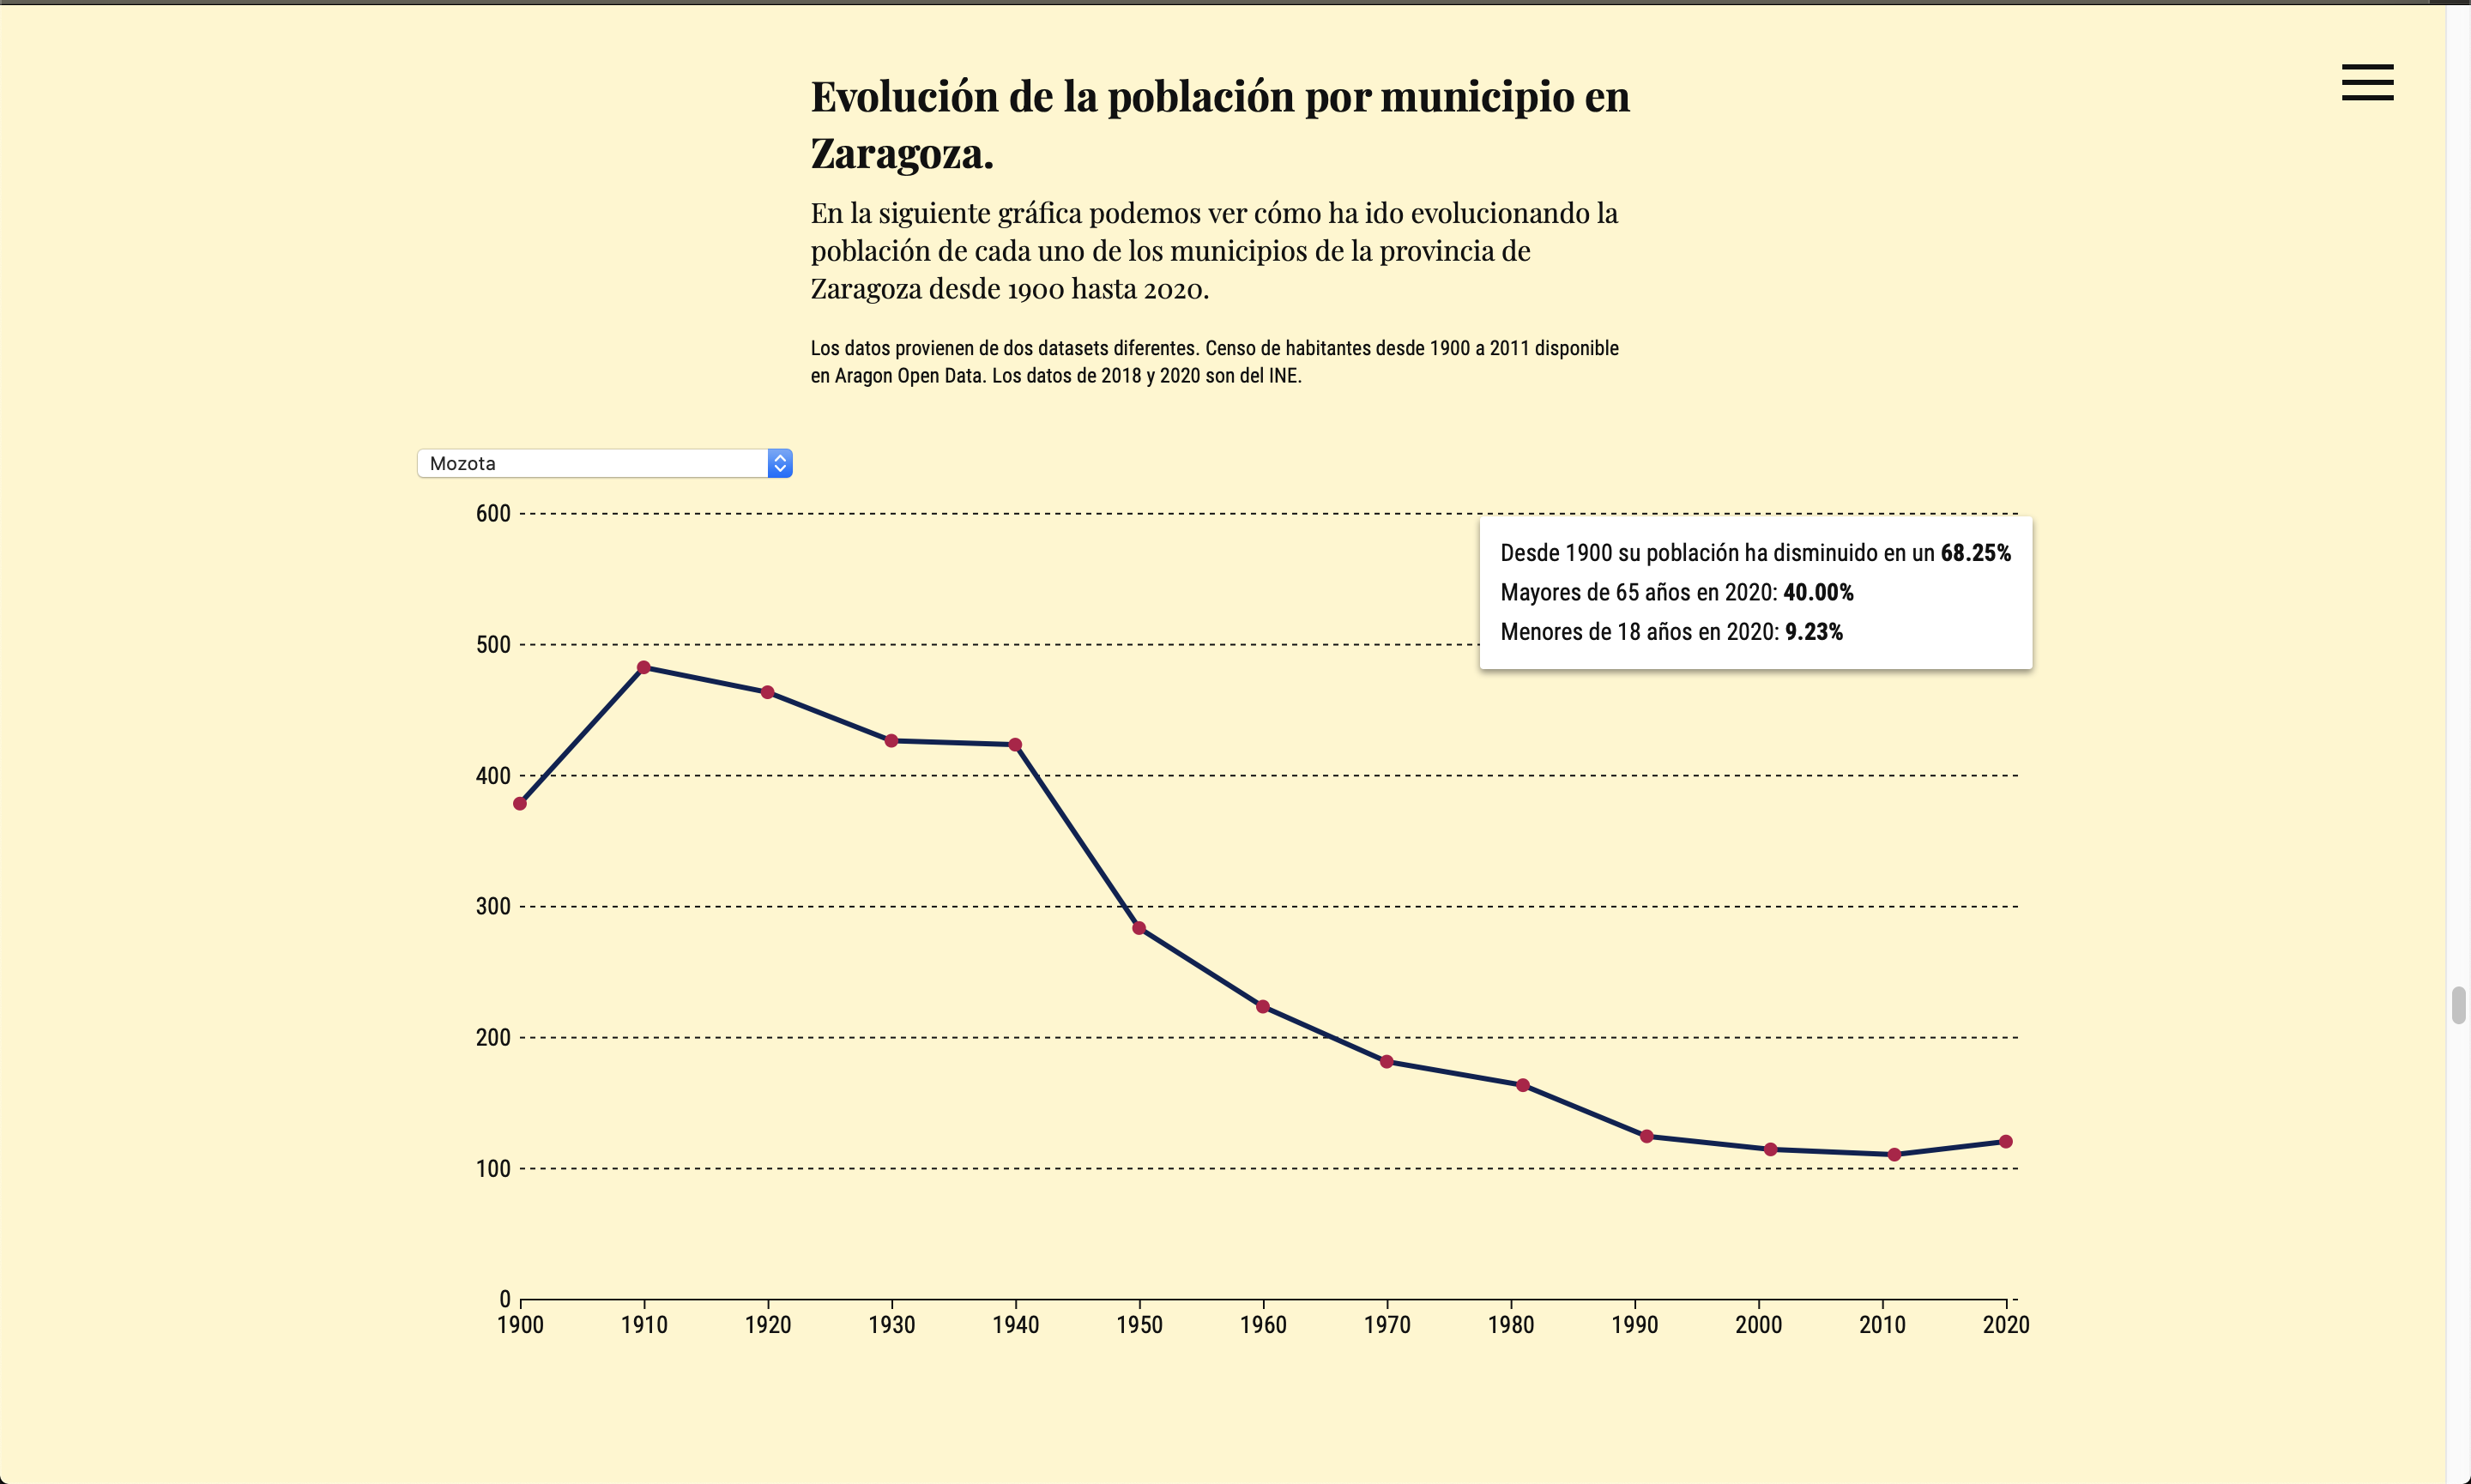 Evolución de la población por municipio en
Zaragoza.
En la siguiente gráfica podemos ver cómo ha ido evolucionando la
población de cada uno de los municipios de la provincia de
Zaragoza desde 1900 hasta 2020.
Los datos provienen de dos datasets diferentes. Censo de habitantes desde 1900 a 2011 disponible
en Aragon Open Data. Los datos de 2018 y 2020 son del INE.
Mozota
600
Desde 1900 su población ha disminuido en un 68.25%
Mayores de 65 años en 2020: 40.00%
Menores de 18 años en 2020: 9.23%
500
400
300
200
100
0
1900 1910 1920 1930 1940 1950 1960 1970 1980 1990 2000 2010 2020